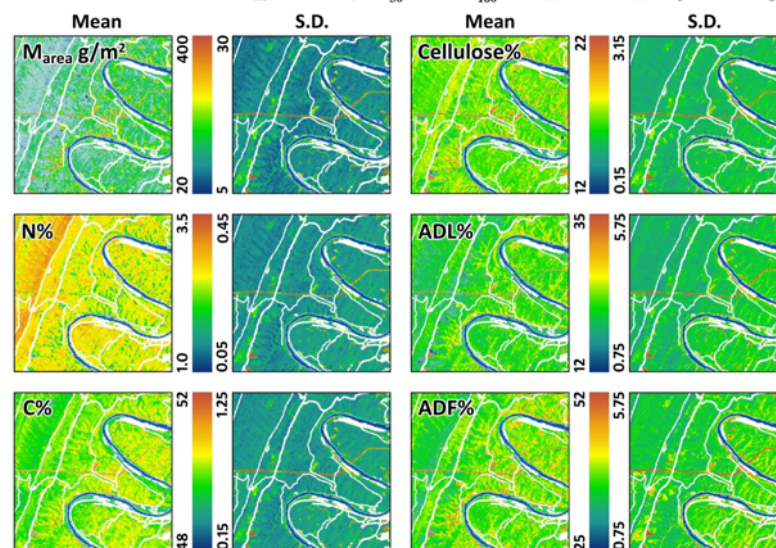 Mean S.D. Mean S.D.
M area g/m² 400 30 Cellulose% 22 3.15
20 5 12 0.15
N% 3.5 0.45 ADL% 35 5.75
1.0 0.05 12 0.75
C% 52 1.25 ADF% 52 5.75
48 0.15 25 0.75